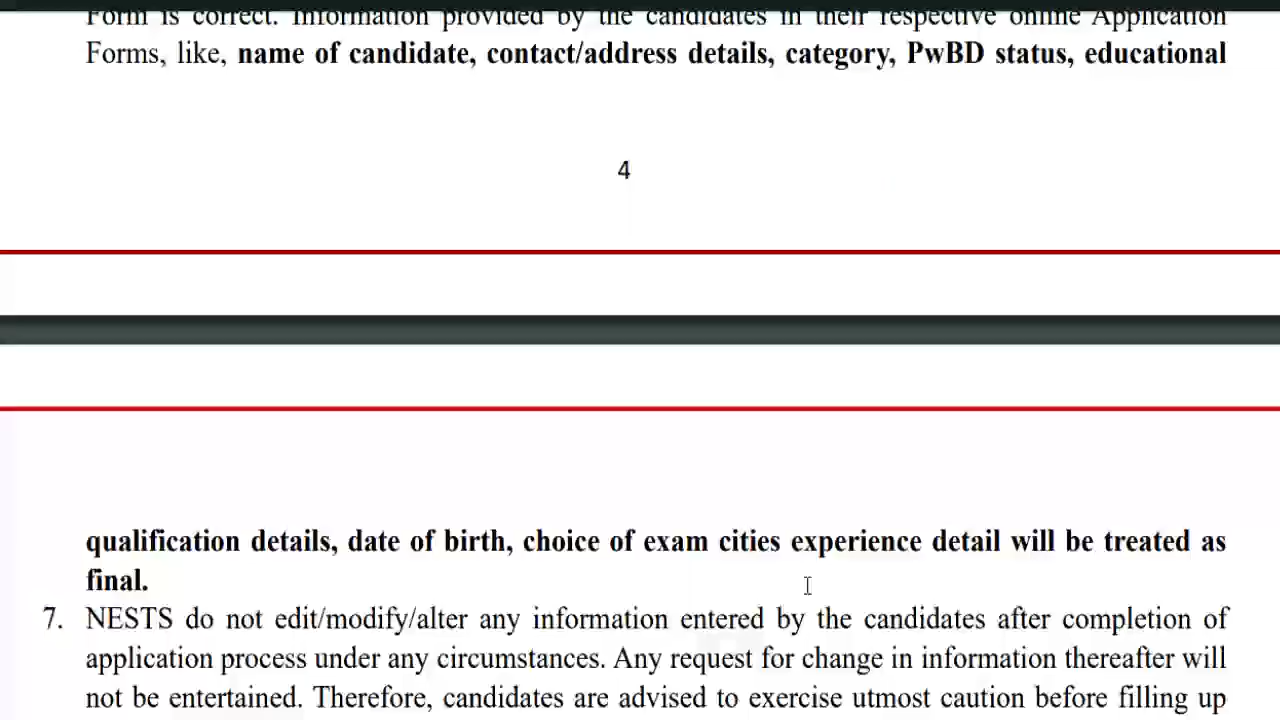 Form is correct. Information provided by the candidates in their respective online Application
Forms, like, name of candidate, contact/address details, category, PwBD status, educational
4
qualification details, date of birth, choice of exam cities experience detail will be treated as
final.
7. NESTS do not edit/modify/alter any information entered by the candidates after completion of
application process under any circumstances. Any request for change in information thereafter will
not be entertained. Therefore, candidates are advised to exercise utmost caution before filling up